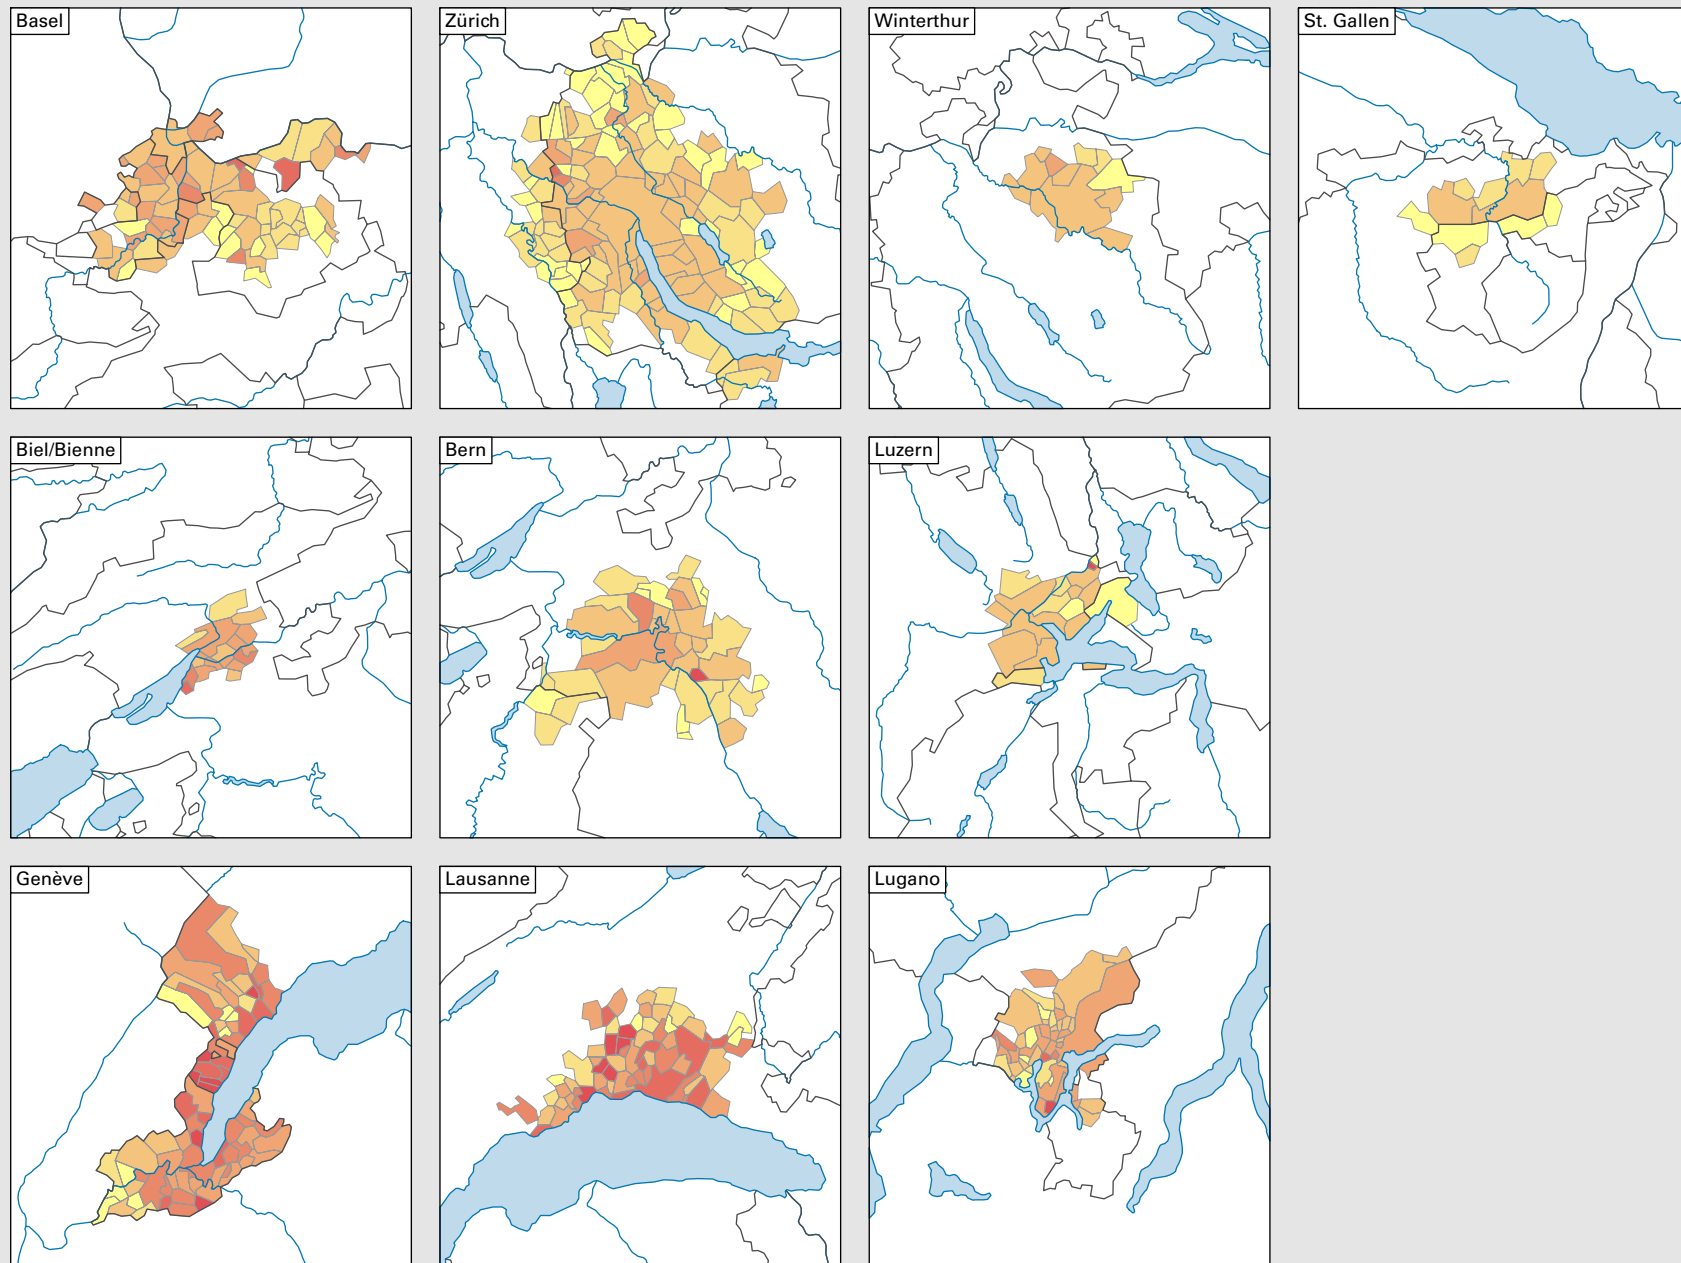 Basel
Zürich
Winterthur
St. Gallen
Biel/Bienne
Bern
Luzern
Genève
Lausanne
Lugano